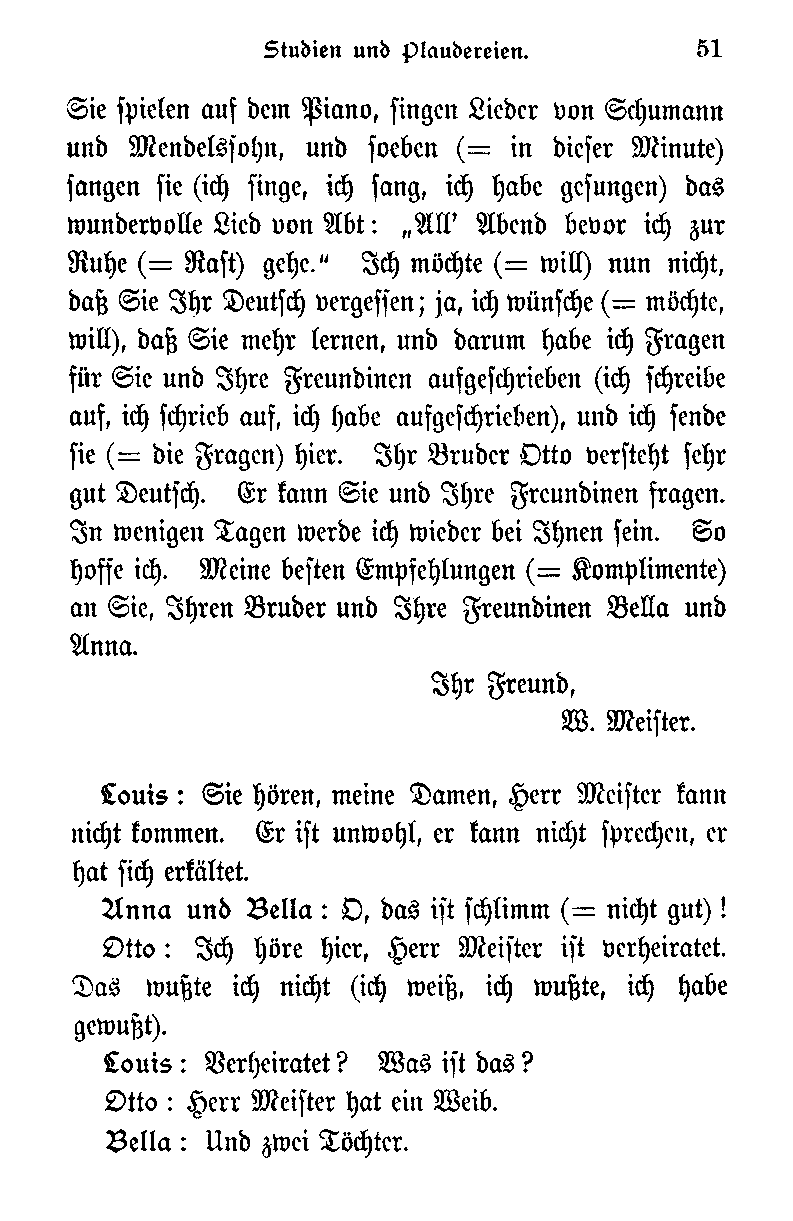 Studien und Plaudereien. 51
Sie spielen auf dem Piano, singen Lieder von Schumann
und Mendelssohn, und soeben (= in dieser Minute)
sangen sie (ich singe, ich sang, ich habe gesungen) das
wundervolle Lied von Abt: „All' Abend bevor ich zur
Ruhe (= Rast) gehe.“ Ich möchte (= will) nun nicht,
daß Sie Ihr Deutsch vergessen; ja, ich wünsche (= möchte,
will), daß Sie mehr lernen, und darum habe ich Fragen
für Sie und Ihre Freundinen aufgeschrieben (ich schreibe
auf, ich schrieb auf, ich habe aufgeschrieben), und ich sende
sie (= die Fragen) hier. Ihr Bruder Otto versteht sehr
gut Deutsch. Er kann Sie und Ihre Freundinen fragen.
In wenigen Tagen werde ich wieder bei Ihnen sein. So
hoffe ich. Meine besten Empfehlungen (= Komplimente)
an Sie, Ihren Bruder und Ihre Freundinen Bella und
Anna.
Ihr Freund,
W. Meister.
Louis: Sie hören, meine Damen, Herr Meister kann
nicht kommen. Er ist unwohl, er kann nicht sprechen, er
hat sich erkältet.
Anna und Bella: O, das ist schlimm (= nicht gut)!
Otto: Ich höre hier, Herr Meister ist verheiratet.
Das wußte ich nicht (ich weiß, ich wußte, ich habe
gewußt).
Louis: Verheiratet? Was ist das?
Otto: Herr Meister hat ein Weib.
Bella: Und zwei Töchter.